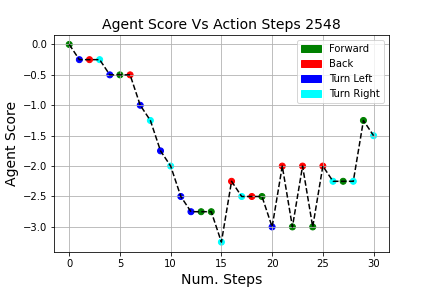 Agent Score Vs Action Steps 2548
Forward
Back
Turn Left
Turn Right
Agent Score
0.0
−0.5
−1.0
−1.5
−2.0
−2.5
−3.0
0 5 10 15 20 25 30
Num. Steps